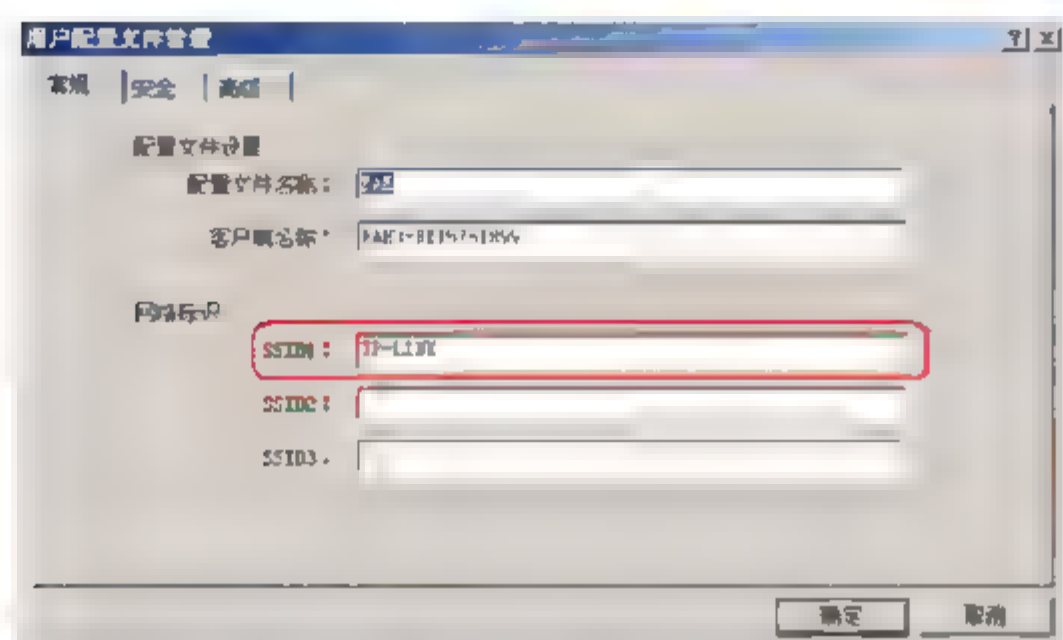 用户配置文件管理
常规 安全 高级
配置文件设置
配置文件名称：
客户端名称：
网络标识
SSID1： TP-LINK
SSID2：
SSID3：
确定 取消